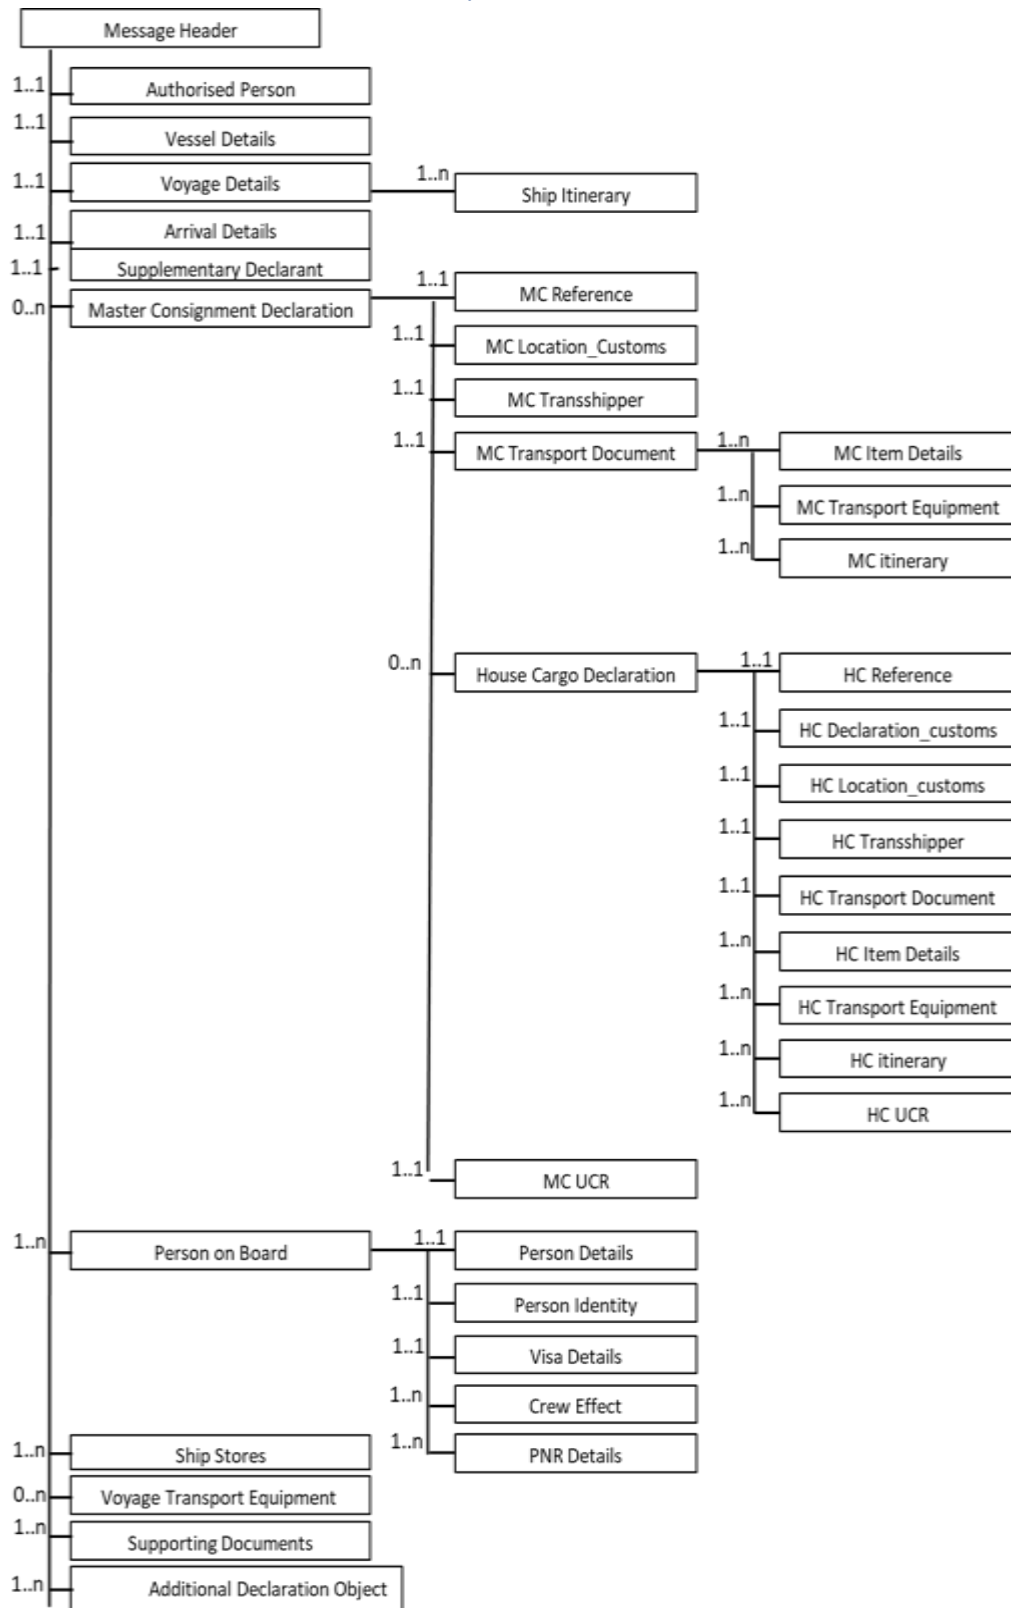 Message Header
1..1
Authorised Person
1..1
Vessel Details
1..1
Voyage Details
1..n
Ship Itinerary
1..1
Arrival Details
1..1
Supplementary Declarant
0..n
Master Consignment Declaration
1..1
MC Reference
1..1
MC Location_Customs
1..1
MC Transshipper
1..1
MC Transport Document
1..n
MC Item Details
1..n
MC Transport Equipment
1..n
MC itinerary
0..n
House Cargo Declaration
1..1
HC Reference
1..1
HC Declaration_customs
1..1
HC Location_customs
1..1
HC Transshipper
1..1
HC Transport Document
1..n
HC Item Details
1..n
HC Transport Equipment
1..n
HC itinerary
1..n
HC UCR
1..1
MC UCR
1..n
Person on Board
1..1
Person Details
1..1
Person Identity
1..1
Visa Details
1..n
Crew Effect
1..n
PNR Details
1..n
Ship Stores
0..n
Voyage Transport Equipment
1..n
Supporting Documents
1..n
Additional Declaration Object